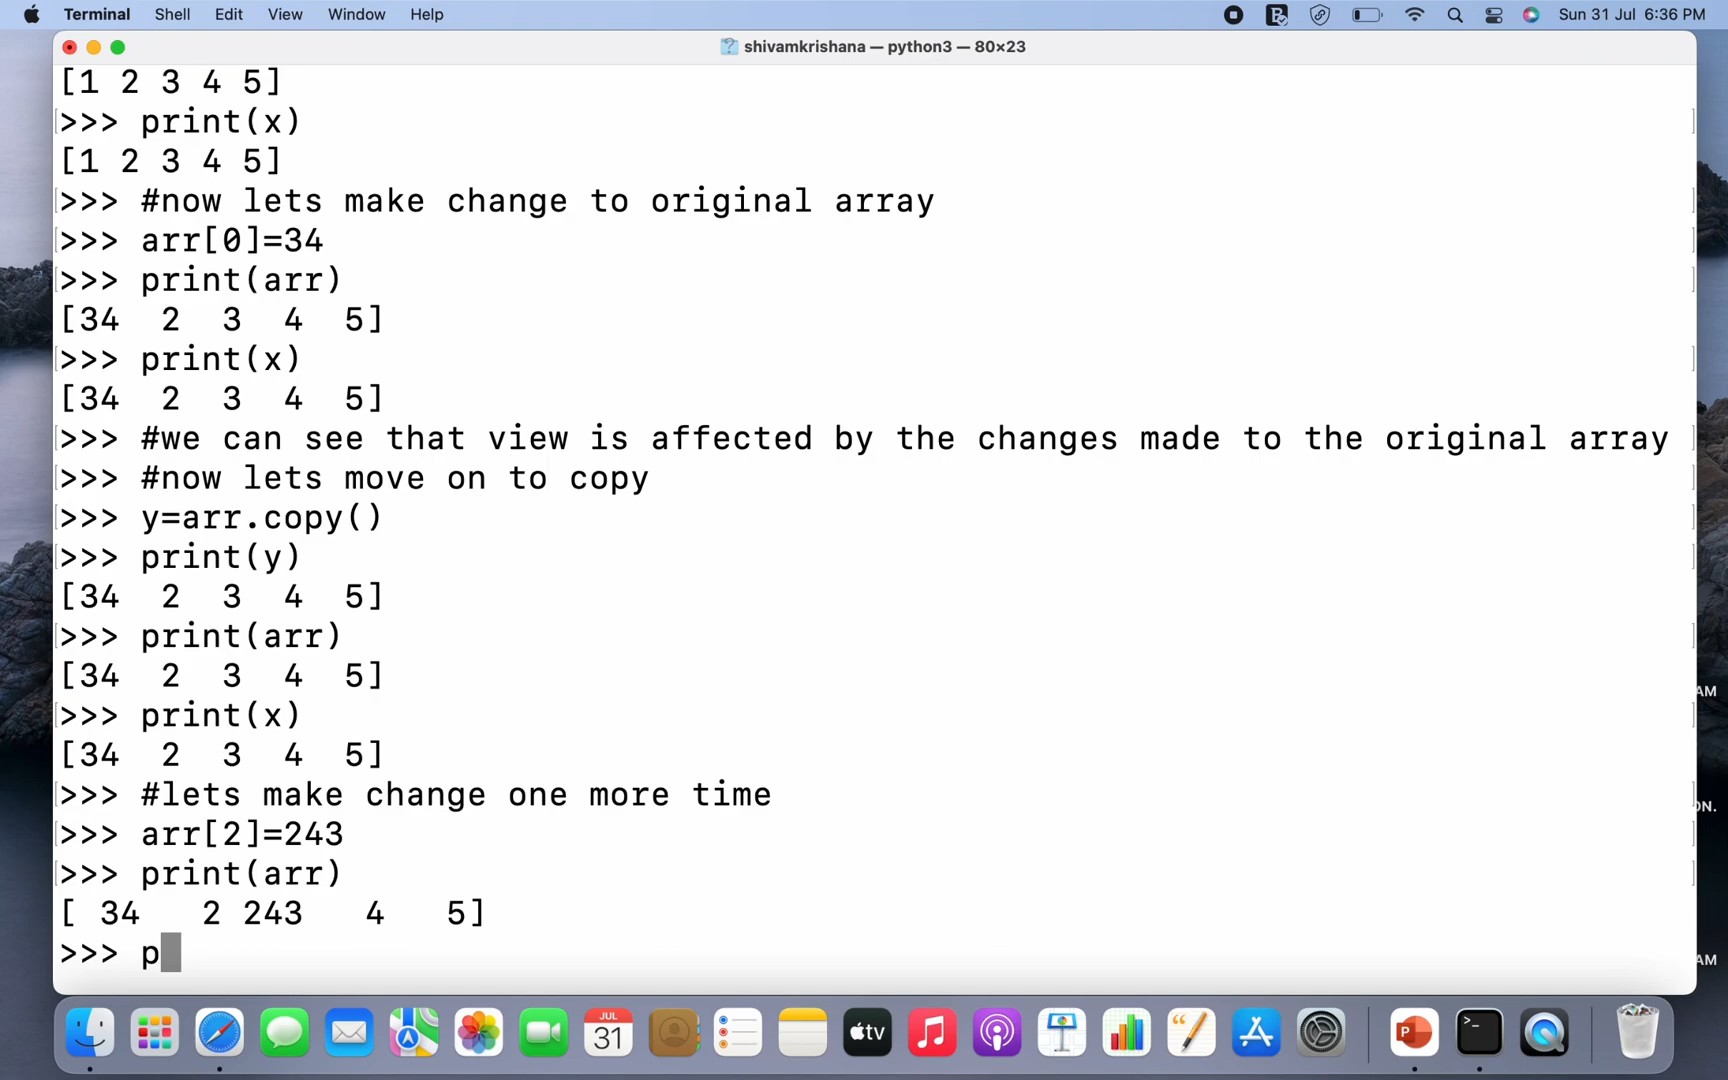 Terminal Shell Edit View Window Help Sun 31 Jul 6:36 PM
shivamkrishana — python3 — 80×23
[1 2 3 4 5]
>>> print(x)
[1 2 3 4 5]
>>> #now lets make change to original array
>>> arr[0]=34
>>> print(arr)
[34  2  3  4  5]
>>> print(x)
[34  2  3  4  5]
>>> #we can see that view is affected by the changes made to the original array
>>> #now lets move on to copy
>>> y=arr.copy()
>>> print(y)
[34  2  3  4  5]
>>> print(arr)
[34  2  3  4  5]
>>> print(x)
[34  2  3  4  5]
>>> #lets make change one more time
>>> arr[2]=243
>>> print(arr)
[ 34   2 243   4   5]
>>> p
AM
ON.
AM
JUL
31
tv
P
>_